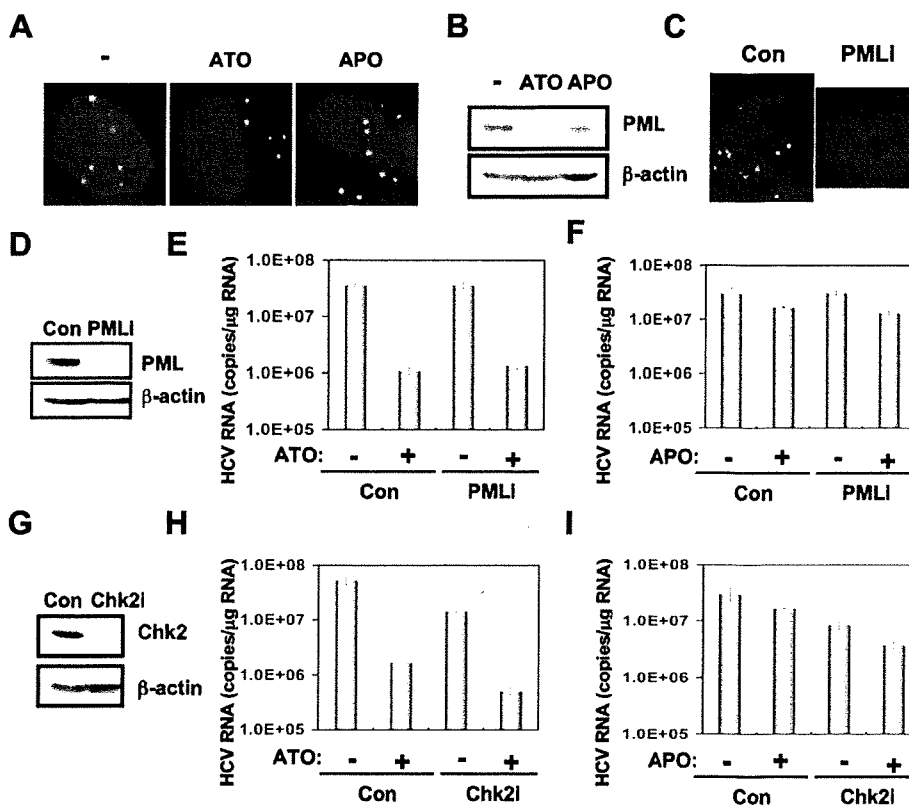 A
- ATO APO
B
- ATO APO
PML
β-actin
C
Con PMLi
D
Con PMLi
PML
β-actin
E
HCV RNA (copies/µg RNA)
1.0E+08
1.0E+07
1.0E+06
1.0E+05
ATO: - + - +
Con PMLi
F
HCV RNA (copies/µg RNA)
1.0E+08
1.0E+07
1.0E+06
1.0E+05
APO: - + - +
Con PMLi
G
Con Chk2i
Chk2
β-actin
H
HCV RNA (copies/µg RNA)
1.0E+08
1.0E+07
1.0E+06
1.0E+05
ATO: - + - +
Con Chk2i
I
HCV RNA (copies/µg RNA)
1.0E+08
1.0E+07
1.0E+06
1.0E+05
APO: - + - +
Con Chk2i